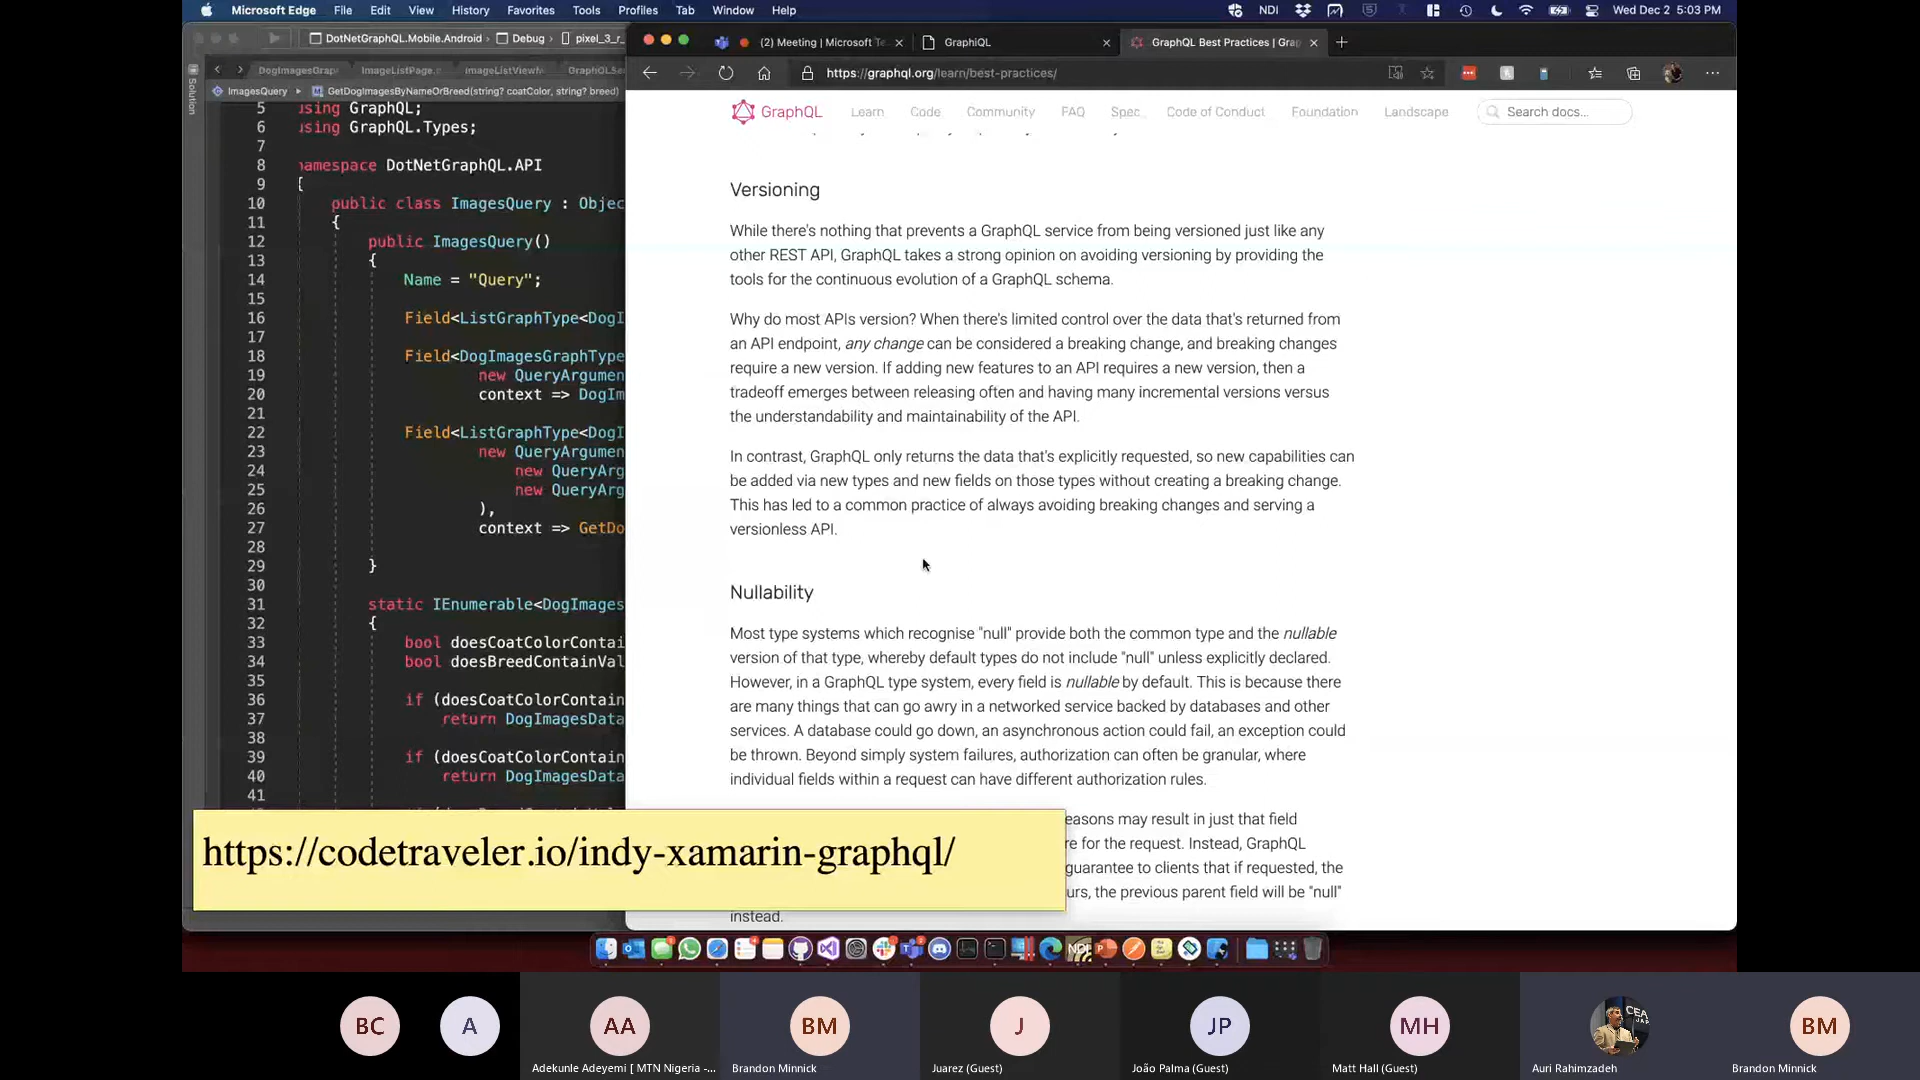 Microsoft Edge File Edit View History Favorites Tools Profiles Tab Window Help
NDI
Wed Dec 2 5:03 PM
DotNetGraphQL.Mobile.Android > Debug > pixel_3_r_
(2) Meeting | Microsoft Te
GraphiQL
GraphQL Best Practices | Grap
DogImagesGrap
ImageListPage.
ImageListViewM
GraphQLSe
https://graphql.org/learn/best-practices/
Solution
ImagesQuery
GetDogImagesByNameOrBreed(string? coatColor, string? breed)
GraphQL
Learn
Code
Community
FAQ
Spec
Code of Conduct
Foundation
Landscape
Search docs...
5 using GraphQL;
6 using GraphQL.Types;
7
8 namespace DotNetGraphQL.API
9 {
10 public class ImagesQuery : Objec
11 {
12 public ImagesQuery()
13 {
14 Name = "Query";
15
16 Field<ListGraphType<DogI
17
18 Field<DogImagesGraphType
19 new QueryArgumen
20 context => DogIm
21
22 Field<ListGraphType<DogI
23 new QueryArgumen
24 new QueryArg
25 new QueryArg
26 ),
27 context => GetDo
28
29 }
30
31 static IEnumerable<DogImages
32 {
33 bool doesCoatColorContai
34 bool doesBreedContainVal
35
36 if (doesCoatColorContain
37 return DogImagesData
38
39 if (doesCoatColorContain
40 return DogImagesData
41
Versioning
While there's nothing that prevents a GraphQL service from being versioned just like any
other REST API, GraphQL takes a strong opinion on avoiding versioning by providing the
tools for the continuous evolution of a GraphQL schema.
Why do most APIs version? When there's limited control over the data that's returned from
an API endpoint, any change can be considered a breaking change, and breaking changes
require a new version. If adding new features to an API requires a new version, then a
tradeoff emerges between releasing often and having many incremental versions versus
the understandability and maintainability of the API.
In contrast, GraphQL only returns the data that's explicitly requested, so new capabilities can
be added via new types and new fields on those types without creating a breaking change.
This has led to a common practice of always avoiding breaking changes and serving a
versionless API.
Nullability
Most type systems which recognise "null" provide both the common type and the nullable
version of that type, whereby default types do not include "null" unless explicitly declared.
However, in a GraphQL type system, every field is nullable by default. This is because there
are many things that can go awry in a networked service backed by databases and other
services. A database could go down, an asynchronous action could fail, an exception could
be thrown. Beyond simply system failures, authorization can often be granular, where
individual fields within a request can have different authorization rules.
easons may result in just that field
re for the request. Instead, GraphQL
guarantee to clients that if requested, the
urs, the previous parent field will be "null"
instead.
https://codetraveler.io/indy-xamarin-graphql/
NDI
BC
A
AA
BM
J
JP
MH
CEA
JAP
BM
Adekunle Adeyemi [ MTN Nigeria -...
Brandon Minnick
Juarez (Guest)
João Palma (Guest)
Matt Hall (Guest)
Auri Rahimzadeh
Brandon Minnick